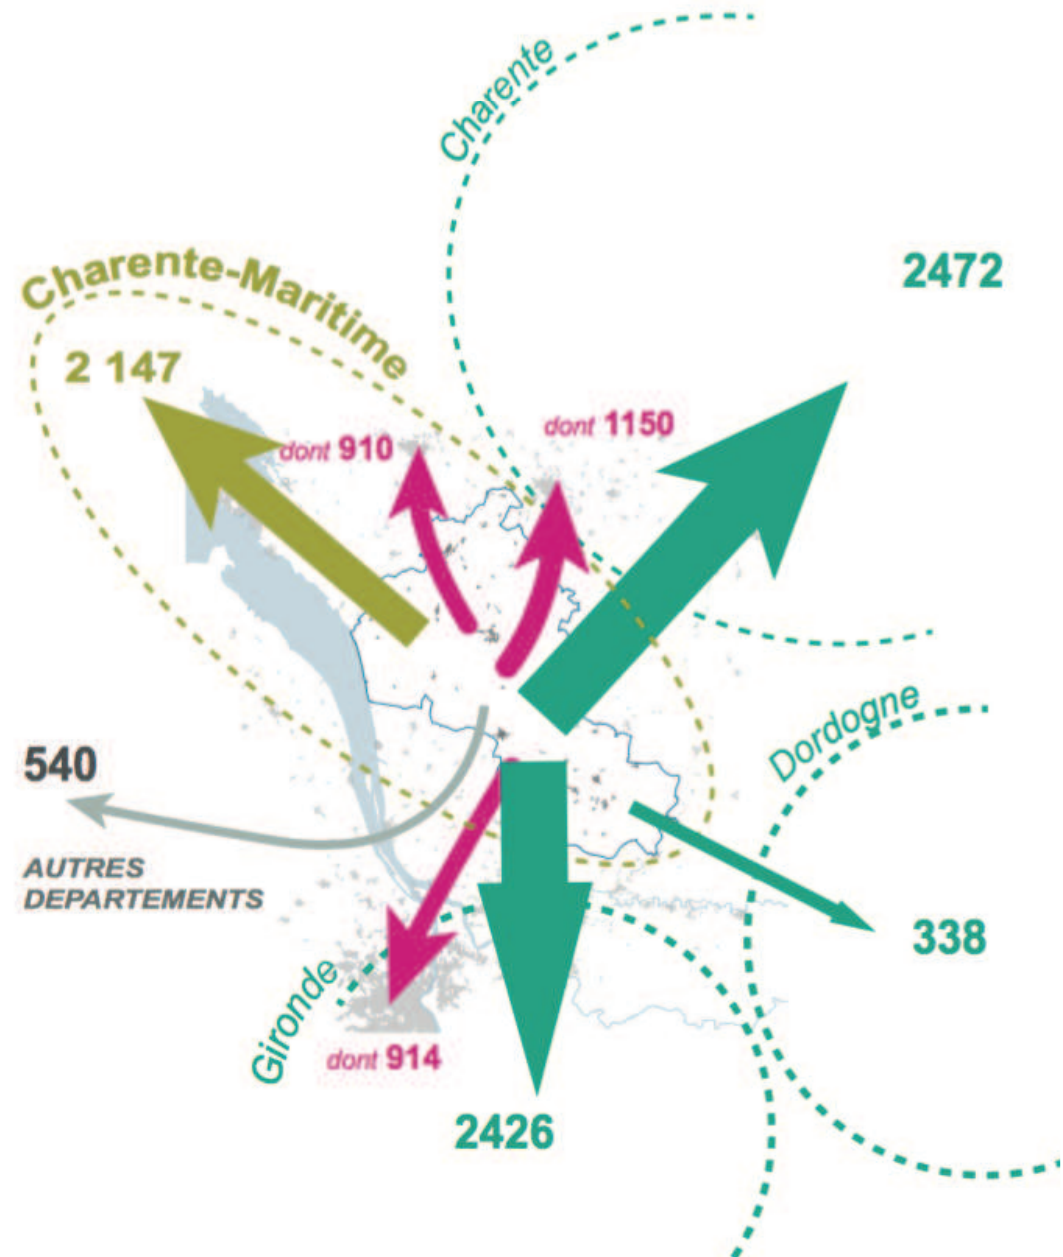 Charente
2472
Charente-Maritime
2 147
dont 910
dont 1150
Dordogne
540
AUTRES
DEPARTEMENTS
338
Gironde
dont 914
2426